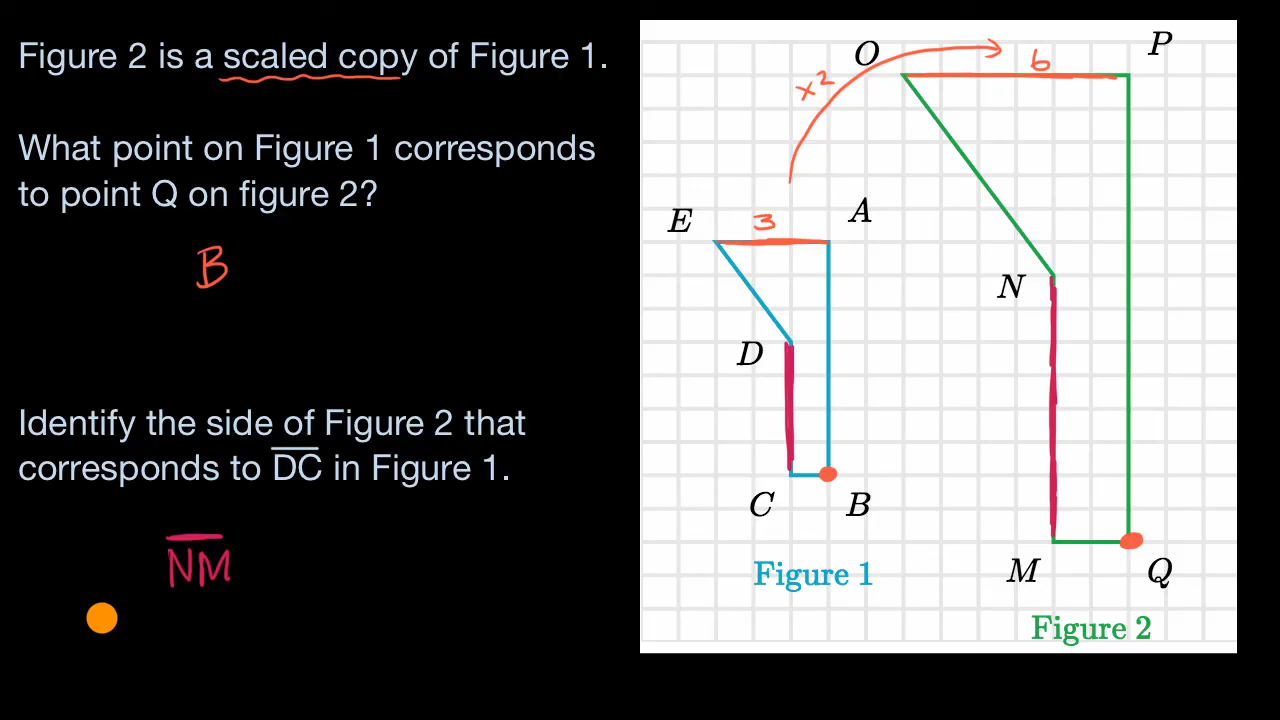 Figure 2 is a scaled copy of Figure 1.
What point on Figure 1 corresponds
to point Q on figure 2?
B
Identify the side of Figure 2 that
corresponds to D̅C̅ in Figure 1.
N̅M̅
O
P
x2
6
E
3
A
N
D
C
B
M
Q
Figure 1
Figure 2